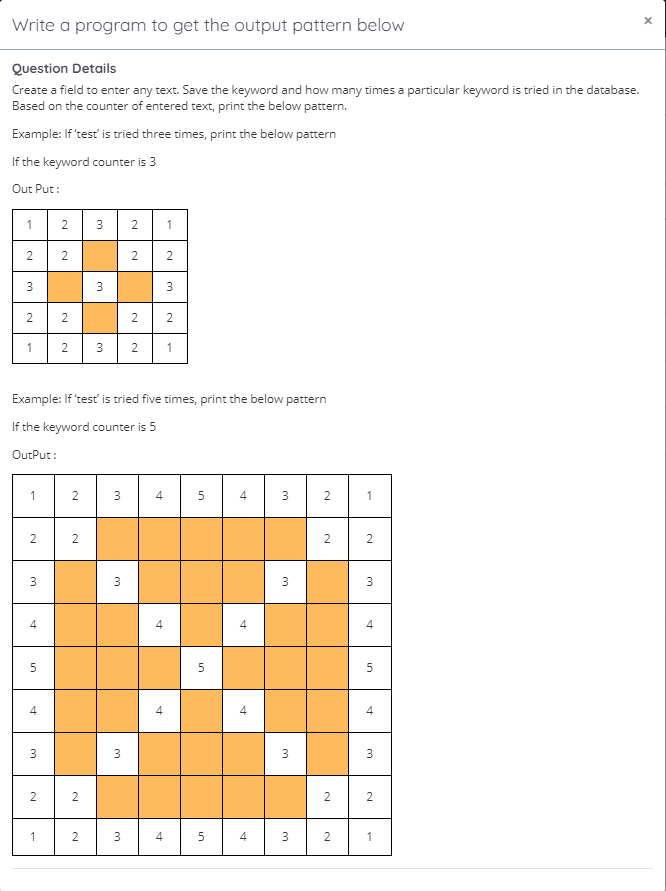 Write a program to get the output pattern below ×
Question Details
Create a field to enter any text. Save the keyword and how many times a particular keyword is tried in the database.
Based on the counter of entered text, print the below pattern.
Example: If 'test' is tried three times, print the below pattern
If the keyword counter is 3
Out Put :
1 2 3 2 1
2 2 2 2
3 3 3
2 2 2 2
1 2 3 2 1
Example: If 'test' is tried five times, print the below pattern
If the keyword counter is 5
OutPut :
1 2 3 4 5 4 3 2 1
2 2 2 2
3 3 3 3
4 4 4 4
5 5 5
4 4 4 4
3 3 3 3
2 2 2 2
1 2 3 4 5 4 3 2 1